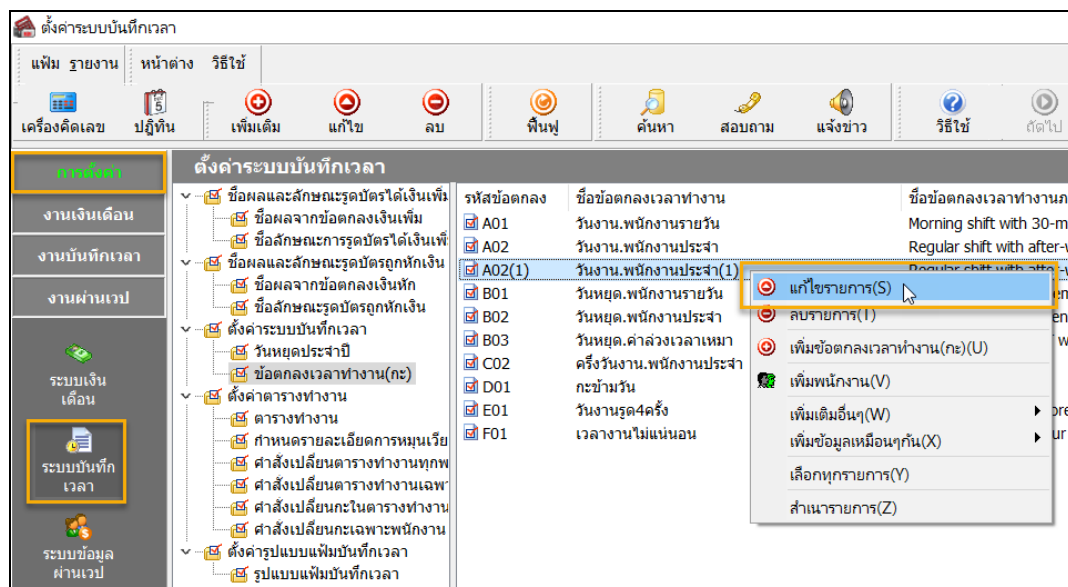 ตั้งค่าระบบบันทึกเวลา
แฟ้ม รายงาน หน้าต่าง วิธีใช้
เครื่องคิดเลข ปฏิทิน เพิ่มเติม แก้ไข ลบ ฟื้นฟู ค้นหา สอบถาม แจ้งข่าว วิธีใช้ ถัดไป
การตั้งค่า
งานเงินเดือน
งานบันทึกเวลา
งานผ่านเวป
ระบบเงิน
เดือน
ระบบบันทึก
เวลา
ระบบข้อมูล
ผ่านเวป
ตั้งค่าระบบบันทึกเวลา
ชื่อผลและลักษณะรูดบัตรได้เงินเพิ่
ชื่อผลจากข้อตกลงเงินเพิ่ม
ชื่อลักษณะการรูดบัตรได้เงินเพิ่
ชื่อผลและลักษณะรูดบัตรถูกหักเงิน
ชื่อผลจากข้อตกลงเงินหัก
ชื่อลักษณะรูดบัตรถูกหักเงิน
ตั้งค่าระบบบันทึกเวลา
วันหยุดประจำปี
ข้อตกลงเวลาทำงาน(กะ)
ตั้งค่าตารางทำงาน
ตารางทำงาน
กำหนดรายละเอียดการหมุนเวีย
คำสั่งเปลี่ยนตารางทำงานทุกพ
คำสั่งเปลี่ยนตารางทำงานเฉพา
คำสั่งเปลี่ยนกะในตารางทำงาน
คำสั่งเปลี่ยนกะเฉพาะพนักงาน
ตั้งค่ารูปแบบแฟ้มบันทึกเวลา
รูปแบบแฟ้มบันทึกเวลา
รหัสข้อตกลง ชื่อข้อตกลงเวลาทำงาน ชื่อข้อตกลงเวลาทำงานภ
A01 วันงาน.พนักงานรายวัน Morning shift with 30-m
A02 วันงาน.พนักงานประจำ Regular shift with after-w
A02(1) วันงาน.พนักงานประจำ(1) Regular shift with after-w
B01 วันหยุด.พนักงานรายวัน
B02 วันหยุด.พนักงานประจำ
B03 วันหยุด.ค่าล่วงเวลาเหมา
C02 ครึ่งวันงาน.พนักงานประจำ
D01 กะข้ามวัน
E01 วันงานรูด4ครั้ง
F01 เวลางานไม่แน่นอน
แก้ไขรายการ(S)
ลบรายการ(T)
เพิ่มข้อตกลงเวลาทำงาน(กะ)(U)
เพิ่มพนักงาน(V)
เพิ่มเติมอื่นๆ(W)
เพิ่มข้อมูลเหมือนๆกัน(X)
เลือกทุกรายการ(Y)
สำเนารายการ(Z)